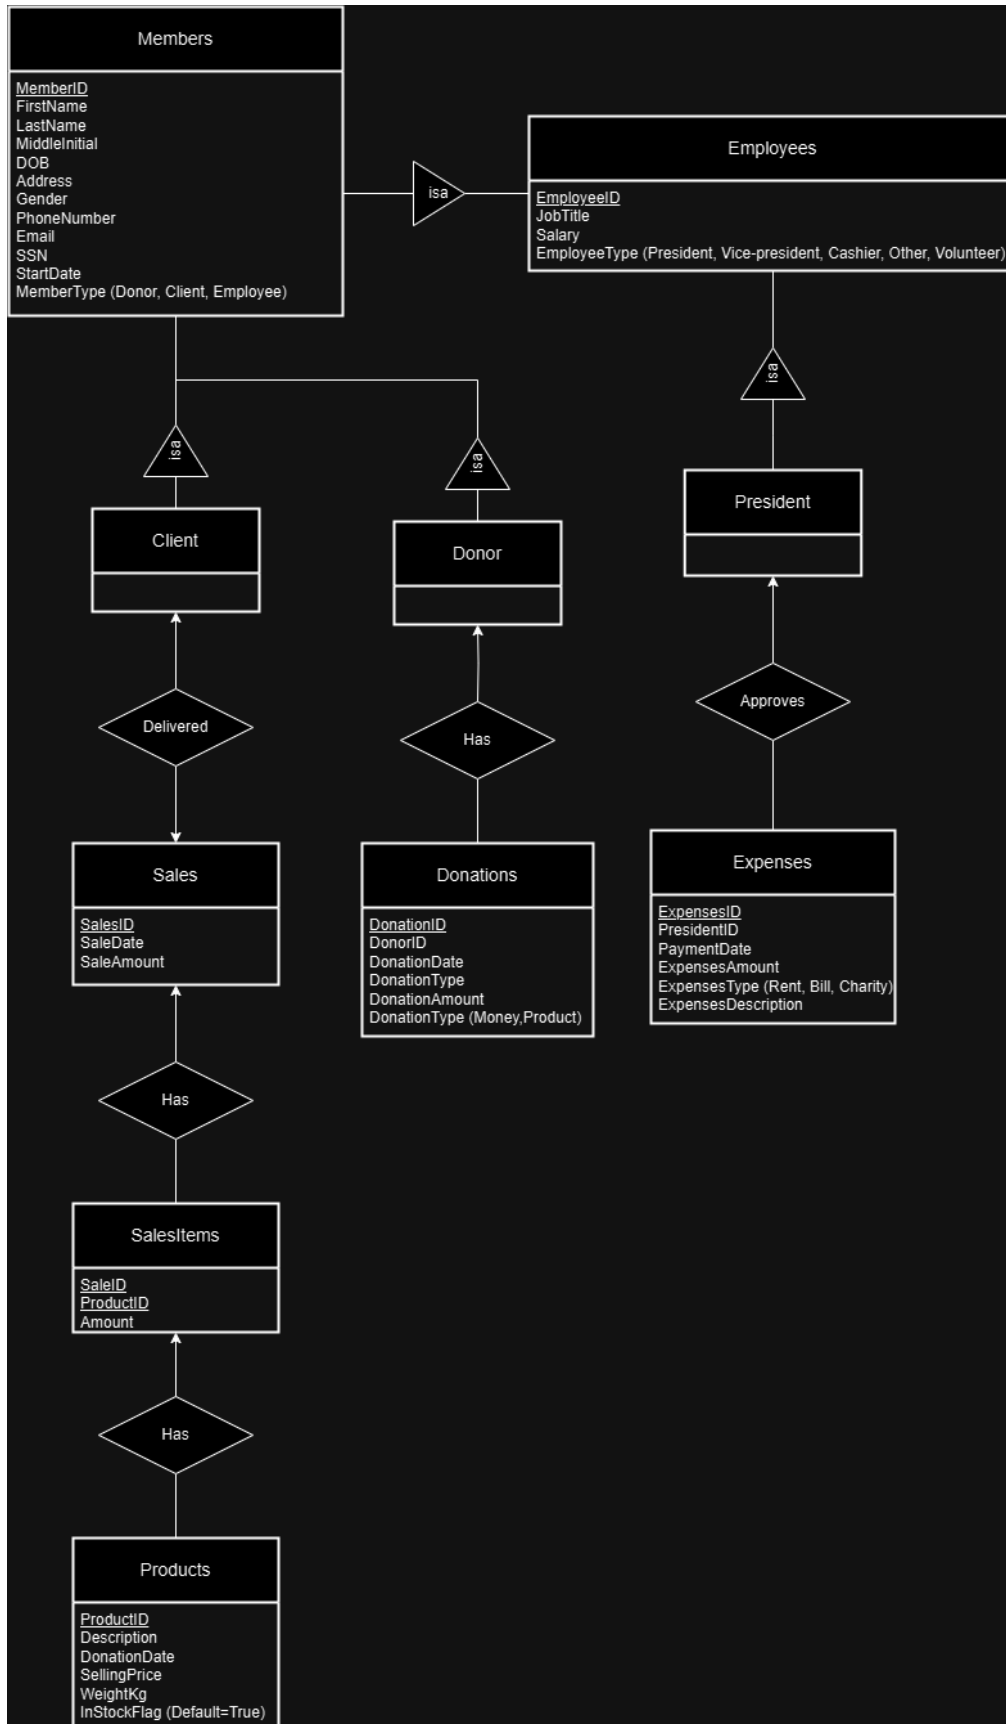 Members
MemberID
FirstName
LastName
MiddleInitial
DOB
Address
Gender
PhoneNumber
Email
SSN
StartDate
MemberType (Donor, Client, Employee)
isa
Employees
EmployeeID
JobTitle
Salary
EmployeeType (President, Vice-president, Cashier, Other, Volunteer)
isa
isa
isa
Client
Donor
President
Delivered
Has
Approves
Sales
SalesID
SaleDate
SaleAmount
Donations
DonationID
DonorID
DonationDate
DonationType
DonationAmount
DonationType (Money,Product)
Expenses
ExpensesID
PresidentID
PaymentDate
ExpensesAmount
ExpensesType (Rent, Bill, Charity)
ExpensesDescription
Has
SalesItems
SaleID
ProductID
Amount
Has
Products
ProductID
Description
DonationDate
SellingPrice
WeightKg
InStockFlag (Default=True)